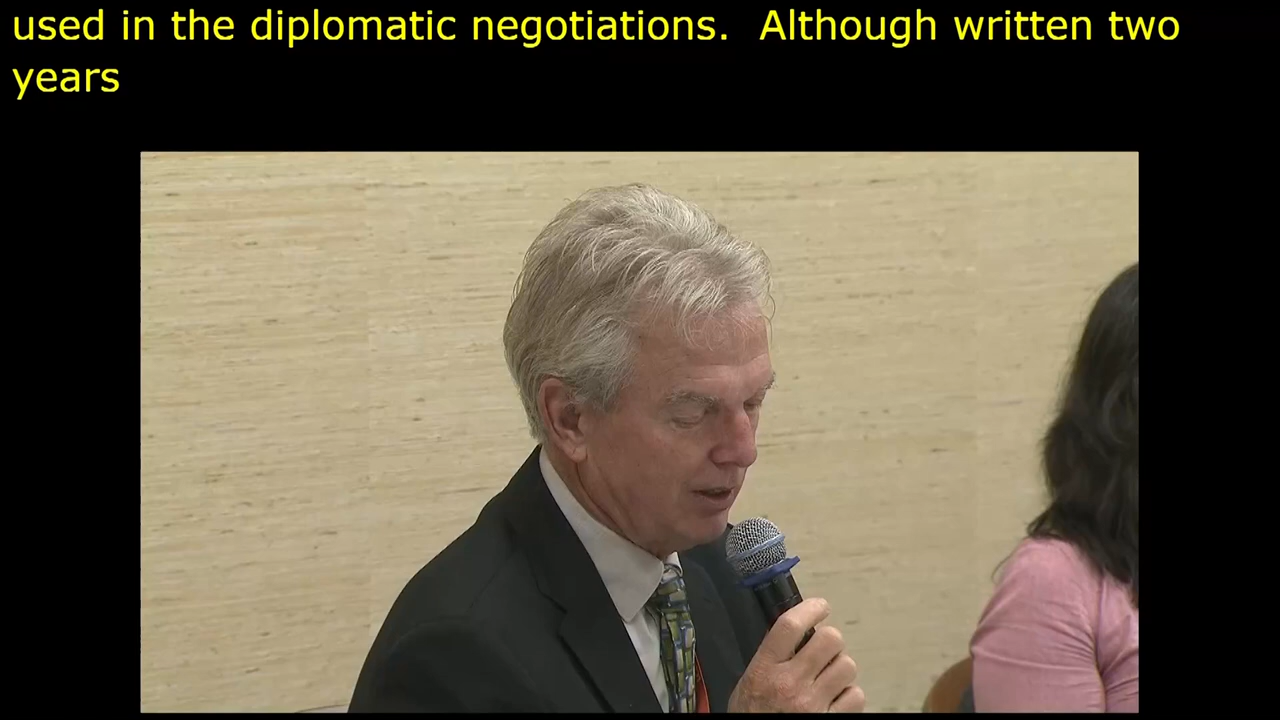 used in the diplomatic negotiations.  Although written two
years